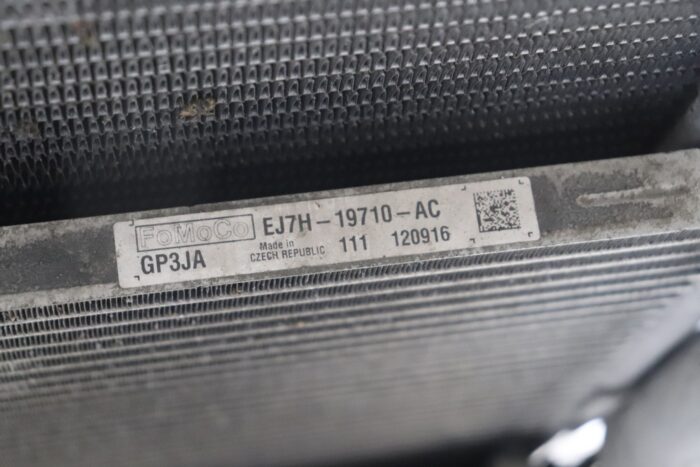 FoMoCo EJ7H-19710-AC
GP3JA Made in CZECH REPUBLIC 111 120916